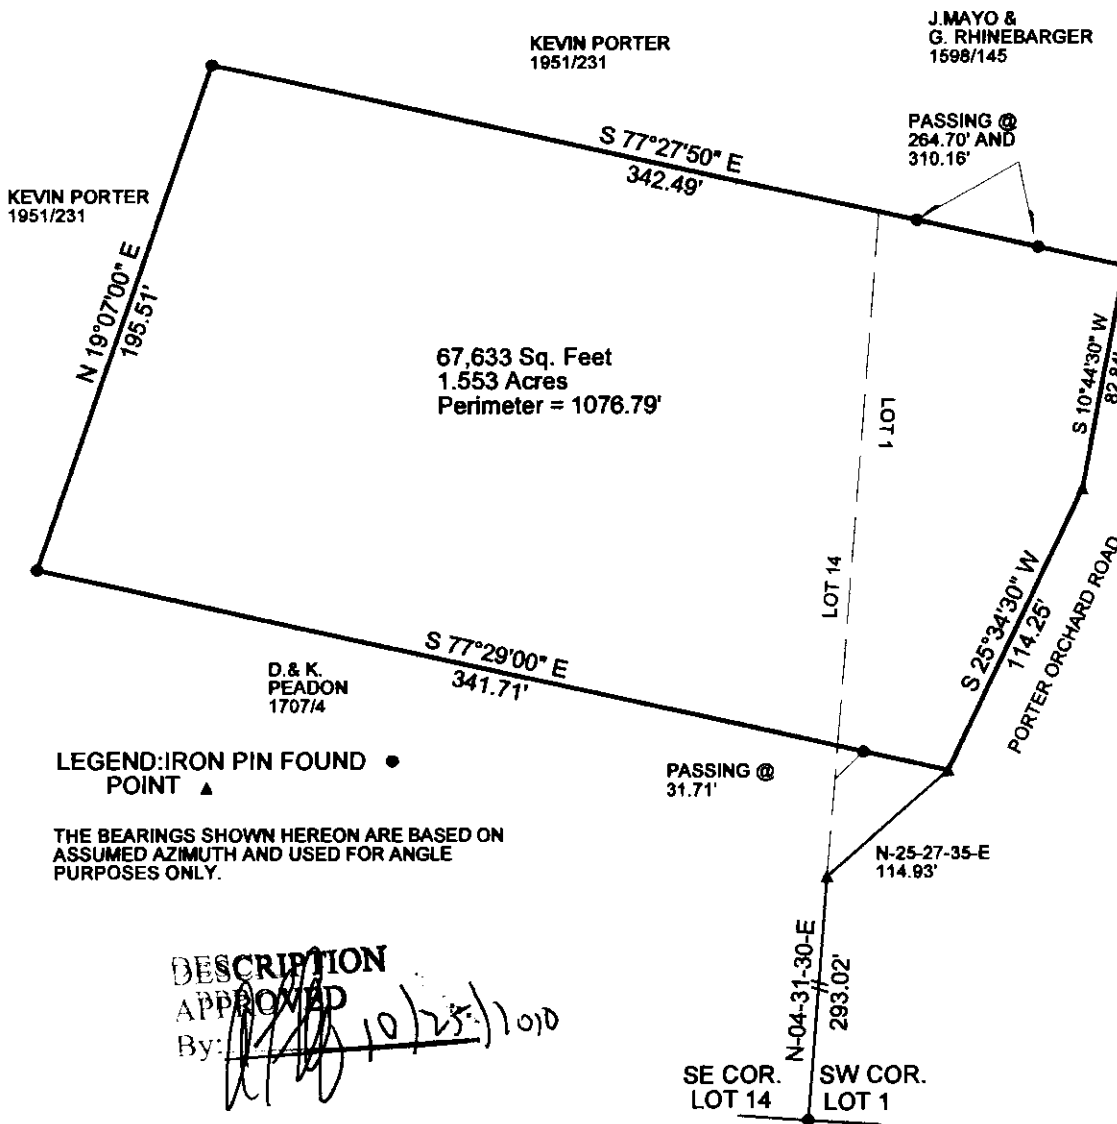 J.MAYO &
G. RHINEBARGER
1598/145
KEVIN PORTER
1951/231
PASSING @
264.70' AND
310.16'
S 77°27'50" E
342.49'
KEVIN PORTER
1951/231
N 19°07'00" E
195.51'
67,633 Sq. Feet
1.553 Acres
Perimeter = 1076.79'
LOT 1
LOT 14
S 10°44'30" W
82.84'
S 25°34'30" W
114.25'
PORTER ORCHARD ROAD
S 77°29'00" E
341.71'
D.& K.
PEADON
1707/4
PASSING @
31.71'
LEGEND:IRON PIN FOUND ●
POINT ▲
THE BEARINGS SHOWN HEREON ARE BASED ON
ASSUMED AZIMUTH AND USED FOR ANGLE
PURPOSES ONLY.
N-25-27-35-E
114.93'
N-04-31-30-E
293.02'
DESCRIPTION
APPROVED
By: 10/25/2010
SE COR.
LOT 14
SW COR.
LOT 1